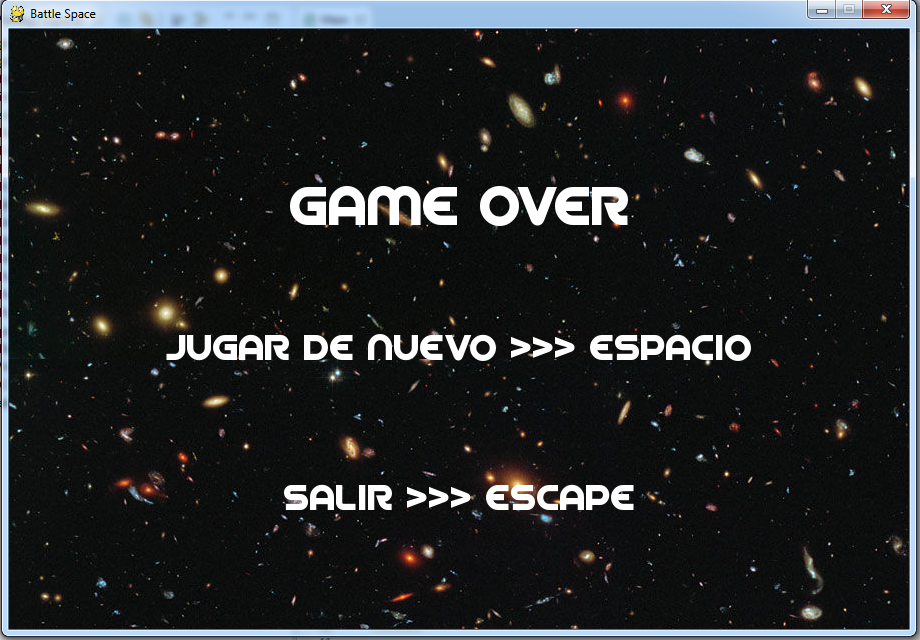 Battle Space
GAME OVER
JUGAR DE NUEVO >>> ESPACIO
SALIR >>> ESCAPE